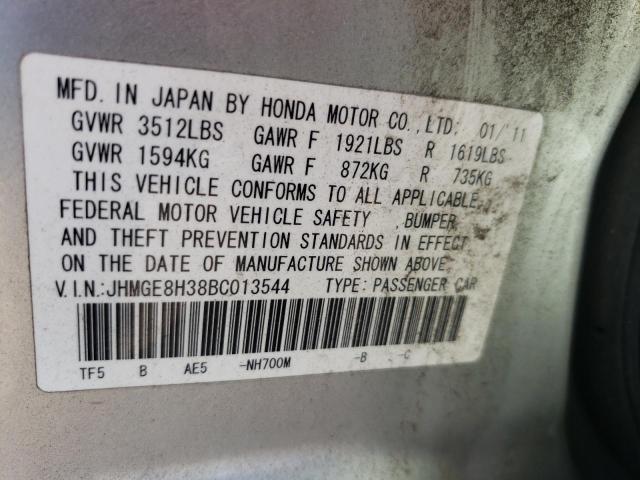 MFD. IN JAPAN BY HONDA MOTOR CO., LTD: 01/'11
GVWR 3512LBS GAWR F 1921LBS R 1619LBS
GVWR 1594KG GAWR F 872KG R 735KG
THIS VEHICLE CONFORMS TO ALL APPLICABLE
FEDERAL MOTOR VEHICLE SAFETY ,BUMPER,
AND THEFT PREVENTION STANDARDS IN EFFECT
ON THE DATE OF MANUFACTURE SHOWN ABOVE.
V.I.N.:JHMGE8H38BC013544 TYPE: PASSENGER CAR
TF5 B AE5 -NH700M -B -C